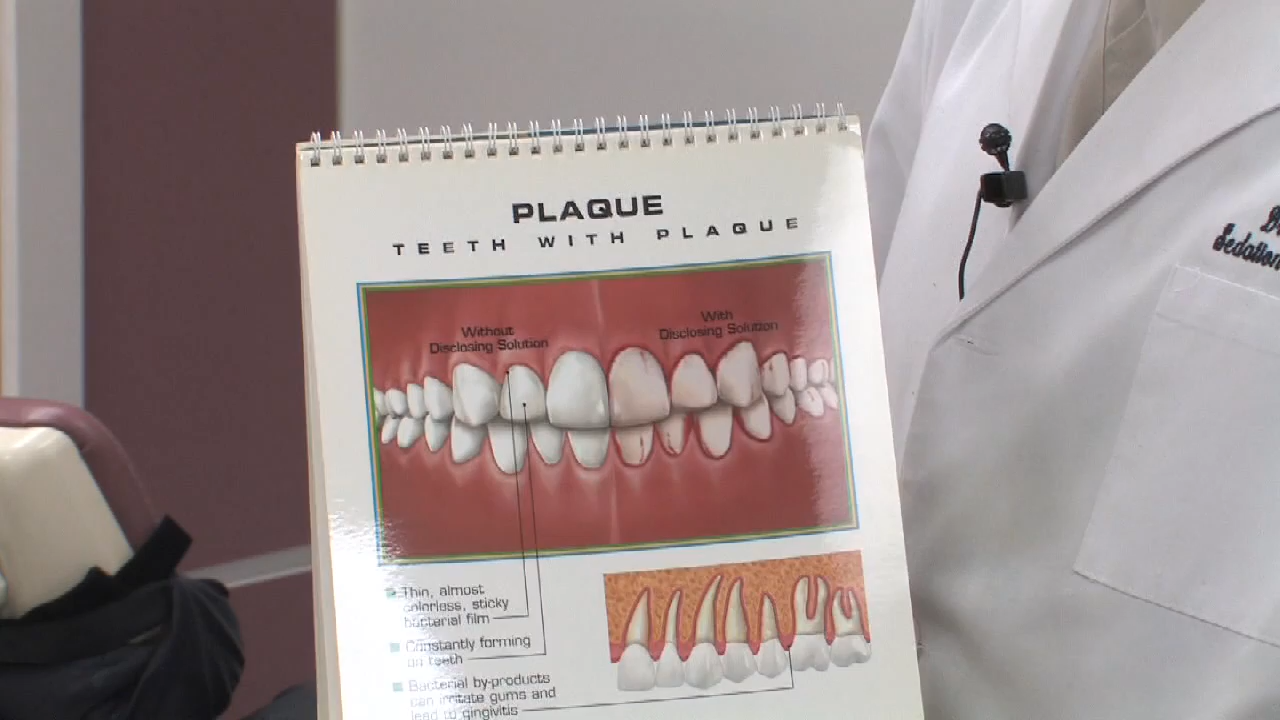 PLAQUE
TEETH WITH PLAQUE
Without
Disclosing Solution
With
Disclosing Solution
Thin, almost
colorless, sticky
bacterial film
Constantly forming
on teeth
Bacterial by-products
can irritate gums and
lead to gingivitis